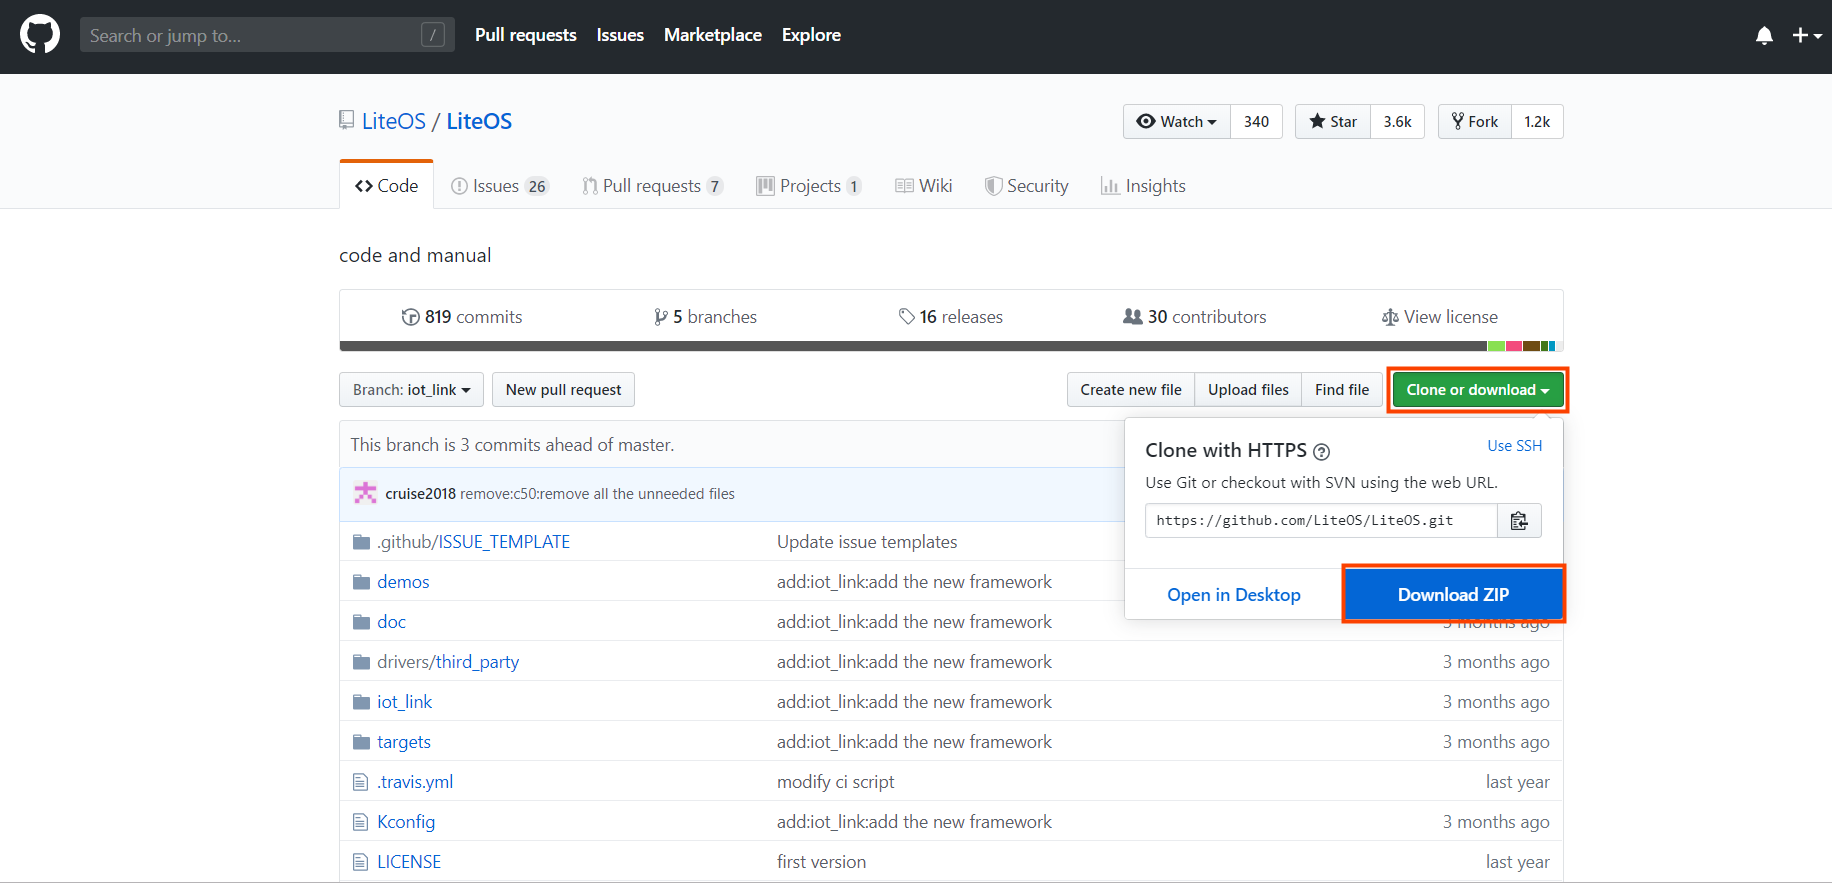 Search or jump to... /
Pull requests Issues Marketplace Explore
LiteOS / LiteOS
Watch 340 Star 3.6k Fork 1.2k
Code Issues 26 Pull requests 7 Projects 1 Wiki Security Insights
code and manual
819 commits 5 branches 16 releases 30 contributors View license
Branch: iot_link New pull request Create new file Upload files Find file Clone or download
This branch is 3 commits ahead of master.
Clone with HTTPS ? Use SSH
Use Git or checkout with SVN using the web URL.
https://github.com/LiteOS/LiteOS.git
Open in Desktop Download ZIP
cruise2018 remove:c50:remove all the unneeded files
.github/ISSUE_TEMPLATE Update issue templates
demos add:iot_link:add the new framework
doc add:iot_link:add the new framework 3 months ago
drivers/third_party add:iot_link:add the new framework 3 months ago
iot_link add:iot_link:add the new framework 3 months ago
targets add:iot_link:add the new framework 3 months ago
.travis.yml modify ci script last year
Kconfig add:iot_link:add the new framework 3 months ago
LICENSE first version last year